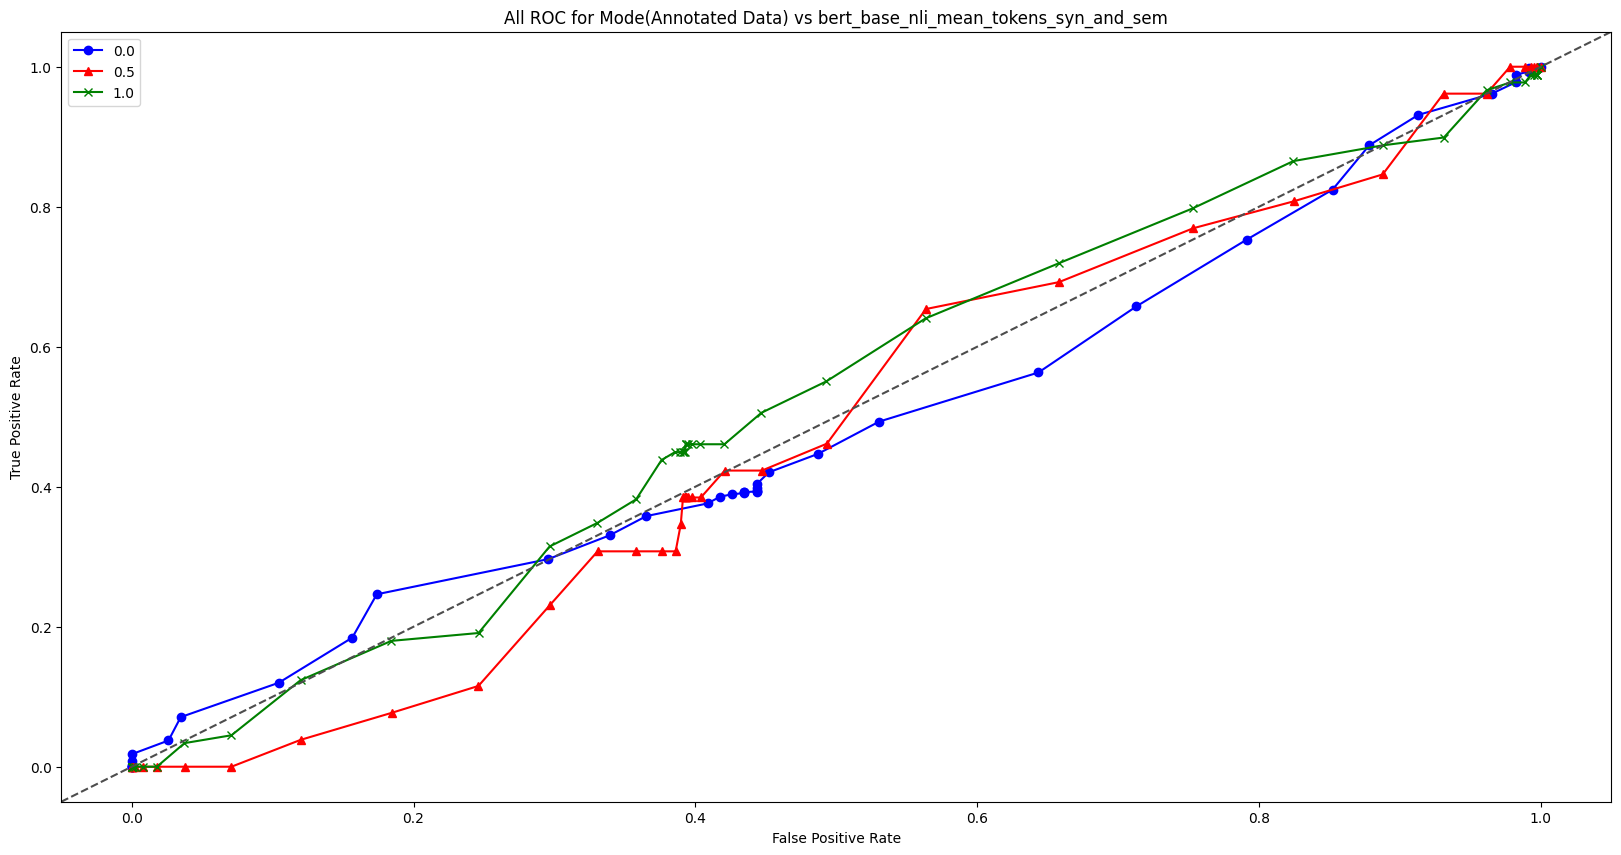 All ROC for Mode(Annotated Data) vs bert_base_nli_mean_tokens_syn_and_sem
0.0
0.5
1.0
1.0
0.8
0.6
0.4
0.2
0.0
True Positive Rate
0.0 0.2 0.4 0.6 0.8 1.0
False Positive Rate